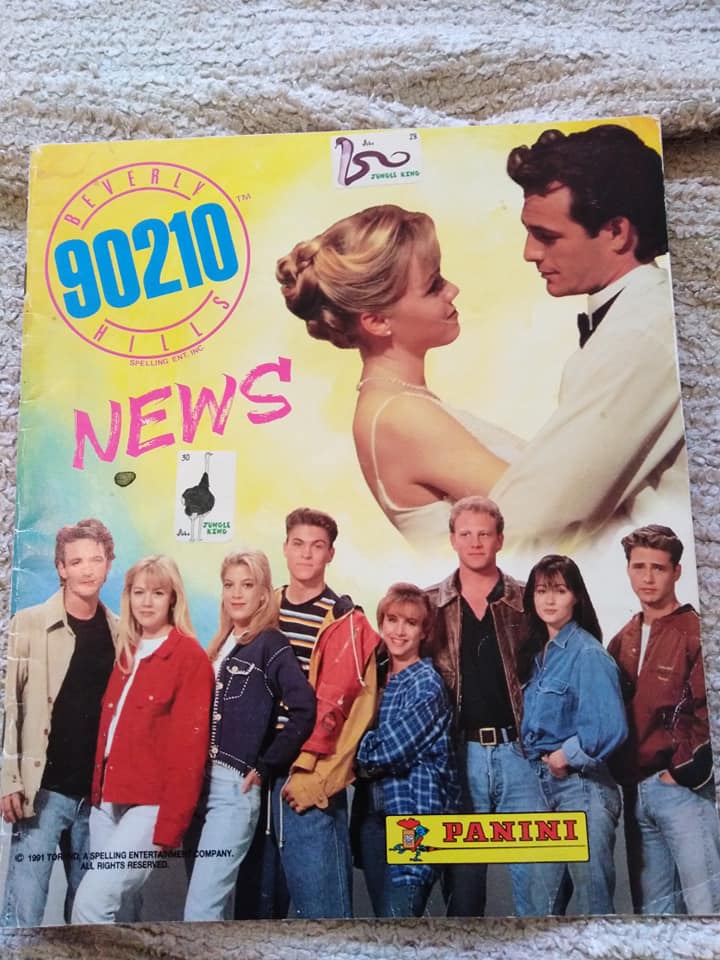 BEVERLY
90210
TM
HILLS
SPELLING ENT. INC
28
JUNGLE KING
NEWS
30
JUNGLE
KING
PANINI
© 1991 A SPELLING ENTERTAINMENT COMPANY.
ALL RIGHTS RESERVED.